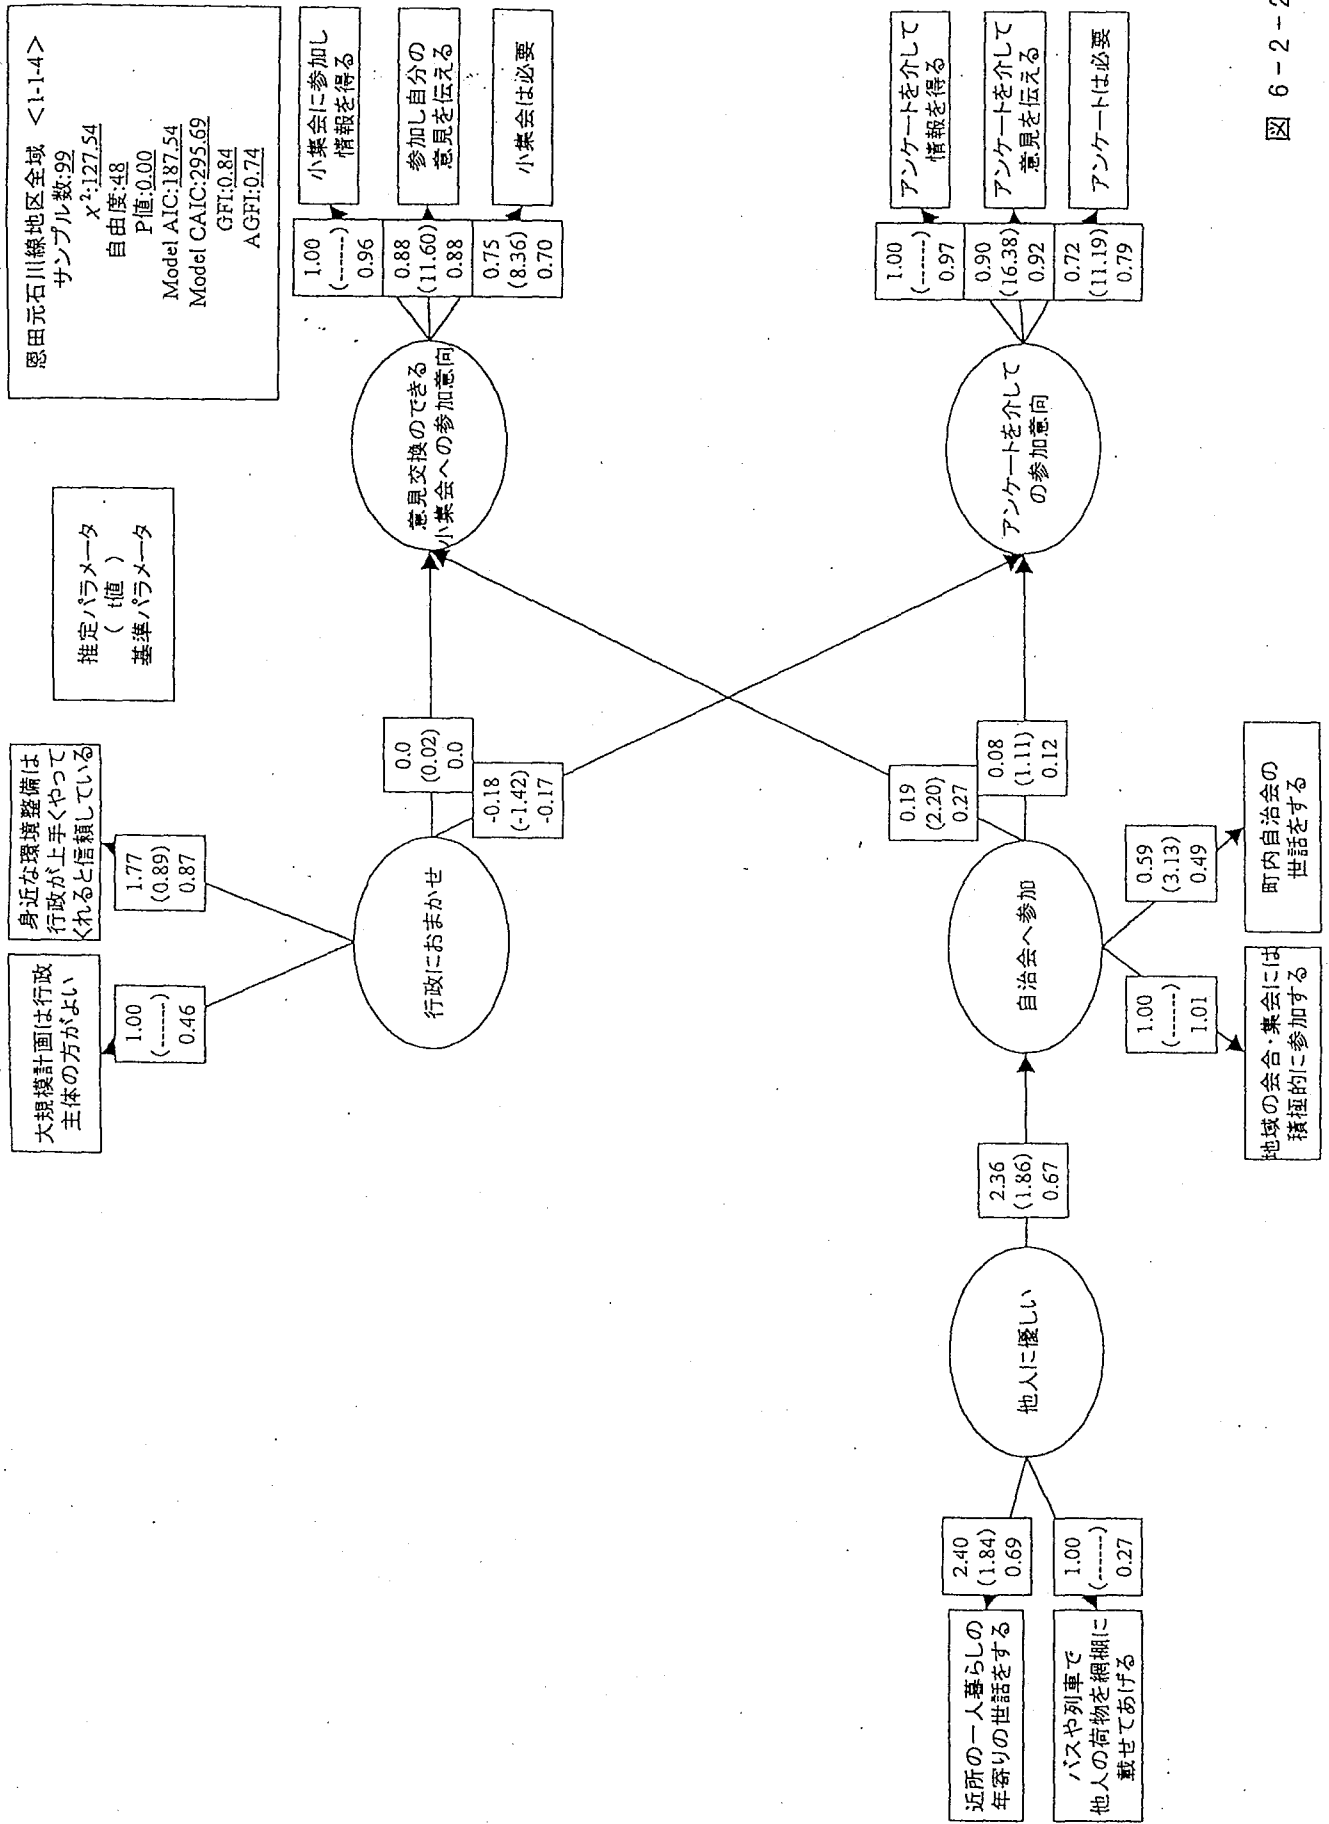 恩田元石川線地区全域 <1-1-4>
サンプル数:99
χ²:127.54
自由度:48
P値:0.00
Model AIC:187.54
Model CAIC:295.69
GFI:0.84
AGFI:0.74
推定パラメータ
( t値 )
基準パラメータ
大規模計画は行政
主体の方がよい
1.00
(------)
0.46
身近な環境整備は
行政が上手くやって
くれると信頼している
1.77
(0.89)
0.87
行政におまかせ
0.0
(0.02)
0.0
-0.18
(-1.42)
-0.17
意見交換のできる
小集会への参加意向
1.00
(------)
0.96
0.88
(11.60)
0.88
0.75
(8.36)
0.70
小集会に参加し
情報を得る
参加し自分の
意見を伝える
小集会は必要
近所の一人暮らしの
年寄りの世話をする
2.40
(1.84)
0.69
バスや列車で
他人の荷物を網棚に
載せてあげる
1.00
(------)
0.27
他人に優しい
2.36
(1.86)
0.67
自治会へ参加
0.19
(2.20)
0.27
0.08
(1.11)
0.12
1.00
(------)
1.01
地域の会合・集会には
積極的に参加する
0.59
(3.13)
0.49
町内自治会の
世話をする
アンケートを介して
の参加意向
1.00
(------)
0.97
0.90
(16.38)
0.92
0.72
(11.19)
0.79
アンケートを介して
情報を得る
アンケートを介して
意見を伝える
アンケートは必要
図 6-2-2